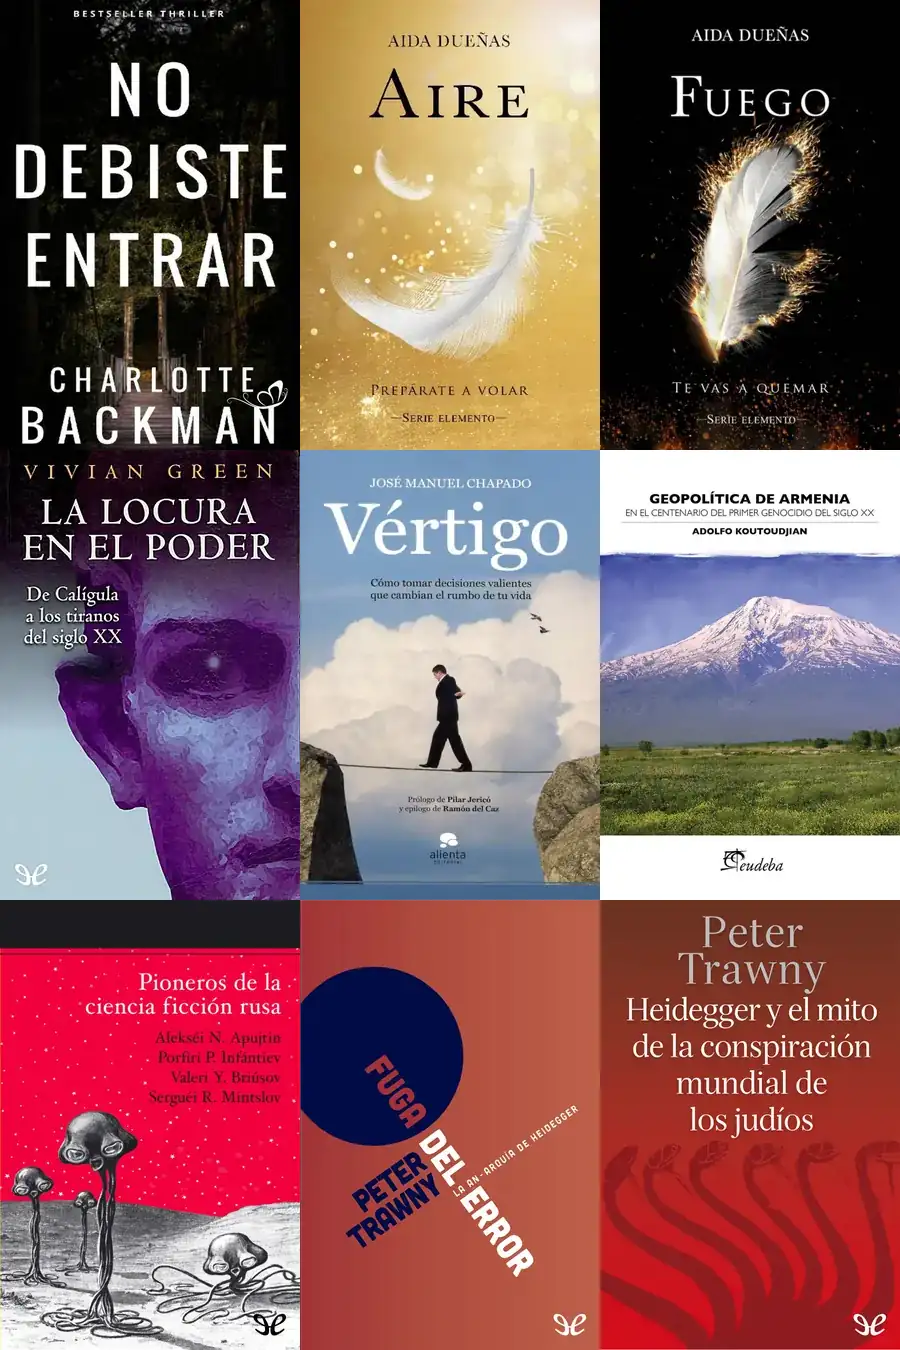 BESTSELLER THRILLER
NO
DEBISTE
ENTRAR
CHARLOTTE
BACKMAN
AIDA DUEÑAS
AIRE
PREPÁRATE A VOLAR
—SERIE ELEMENTO—
AIDA DUEÑAS
FUEGO
TE VAS A QUEMAR
—SERIE ELEMENTO—
VIVIAN GREEN
LA LOCURA
EN EL PODER
De Calígula
a los tiranos
del siglo XX
JOSÉ MANUEL CHAPADO
Vértigo
Cómo tomar decisiones valientes
que cambian el rumbo de tu vida
Prólogo de Pilar Jericó
y epílogo de Ramón del Caz
alienta
EDITORIAL
GEOPOLÍTICA DE ARMENIA
EN EL CENTENARIO DEL PRIMER GENOCIDIO DEL SIGLO XX
ADOLFO KOUTOUDJIAN
eudeba
Pioneros de la
ciencia ficción rusa
Alekséi N. Apujtin
Porfiri P. Infántiev
Valeri Y. Briúsov
Serguéi R. Mintslov
FUGA
DEL ERROR
LA AN-ARQUÍA DE HEIDEGGER
PETER
TRAWNY
Peter
Trawny
Heidegger y el mito
de la conspiración
mundial de
los judíos